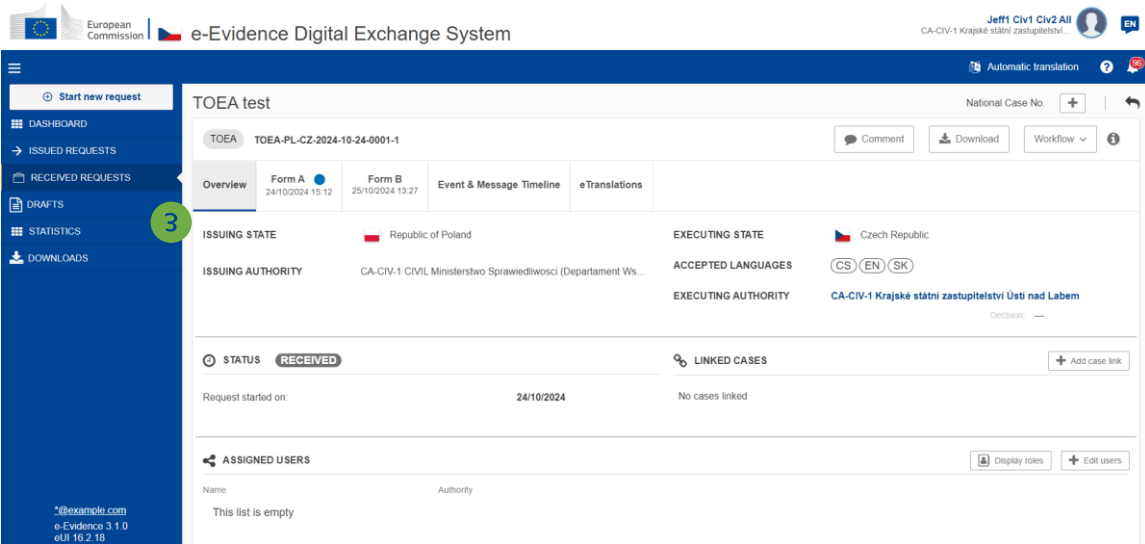 European
Commission
e-Evidence Digital Exchange System
Jeff1 Civ1 Civ2 All
CA-CIV-1 Krajské státní zastupitelství...
EN
Automatic translation
?
96
Start new request
DASHBOARD
ISSUED REQUESTS
RECEIVED REQUESTS
DRAFTS
STATISTICS
DOWNLOADS
3
*@example.com
e-Evidence 3.1.0
eUI 16.2.18
TOEA test
National Case No.
TOEA TOEA-PL-CZ-2024-10-24-0001-1
Comment
Download
Workflow
Overview
Form A
24/10/2024 15:12
Form B
25/10/2024 13:27
Event & Message Timeline
eTranslations
ISSUING STATE Republic of Poland
ISSUING AUTHORITY CA-CIV-1 CIVIL Ministerstwo Sprawiedliwosci (Departament Ws...
EXECUTING STATE Czech Republic
ACCEPTED LANGUAGES CS EN SK
EXECUTING AUTHORITY CA-CIV-1 Krajské státní zastupitelství Ústí nad Labem
Decision: —
STATUS RECEIVED
Request started on: 24/10/2024
LINKED CASES
Add case link
No cases linked
ASSIGNED USERS
Display roles
Edit users
Name Authority
This list is empty